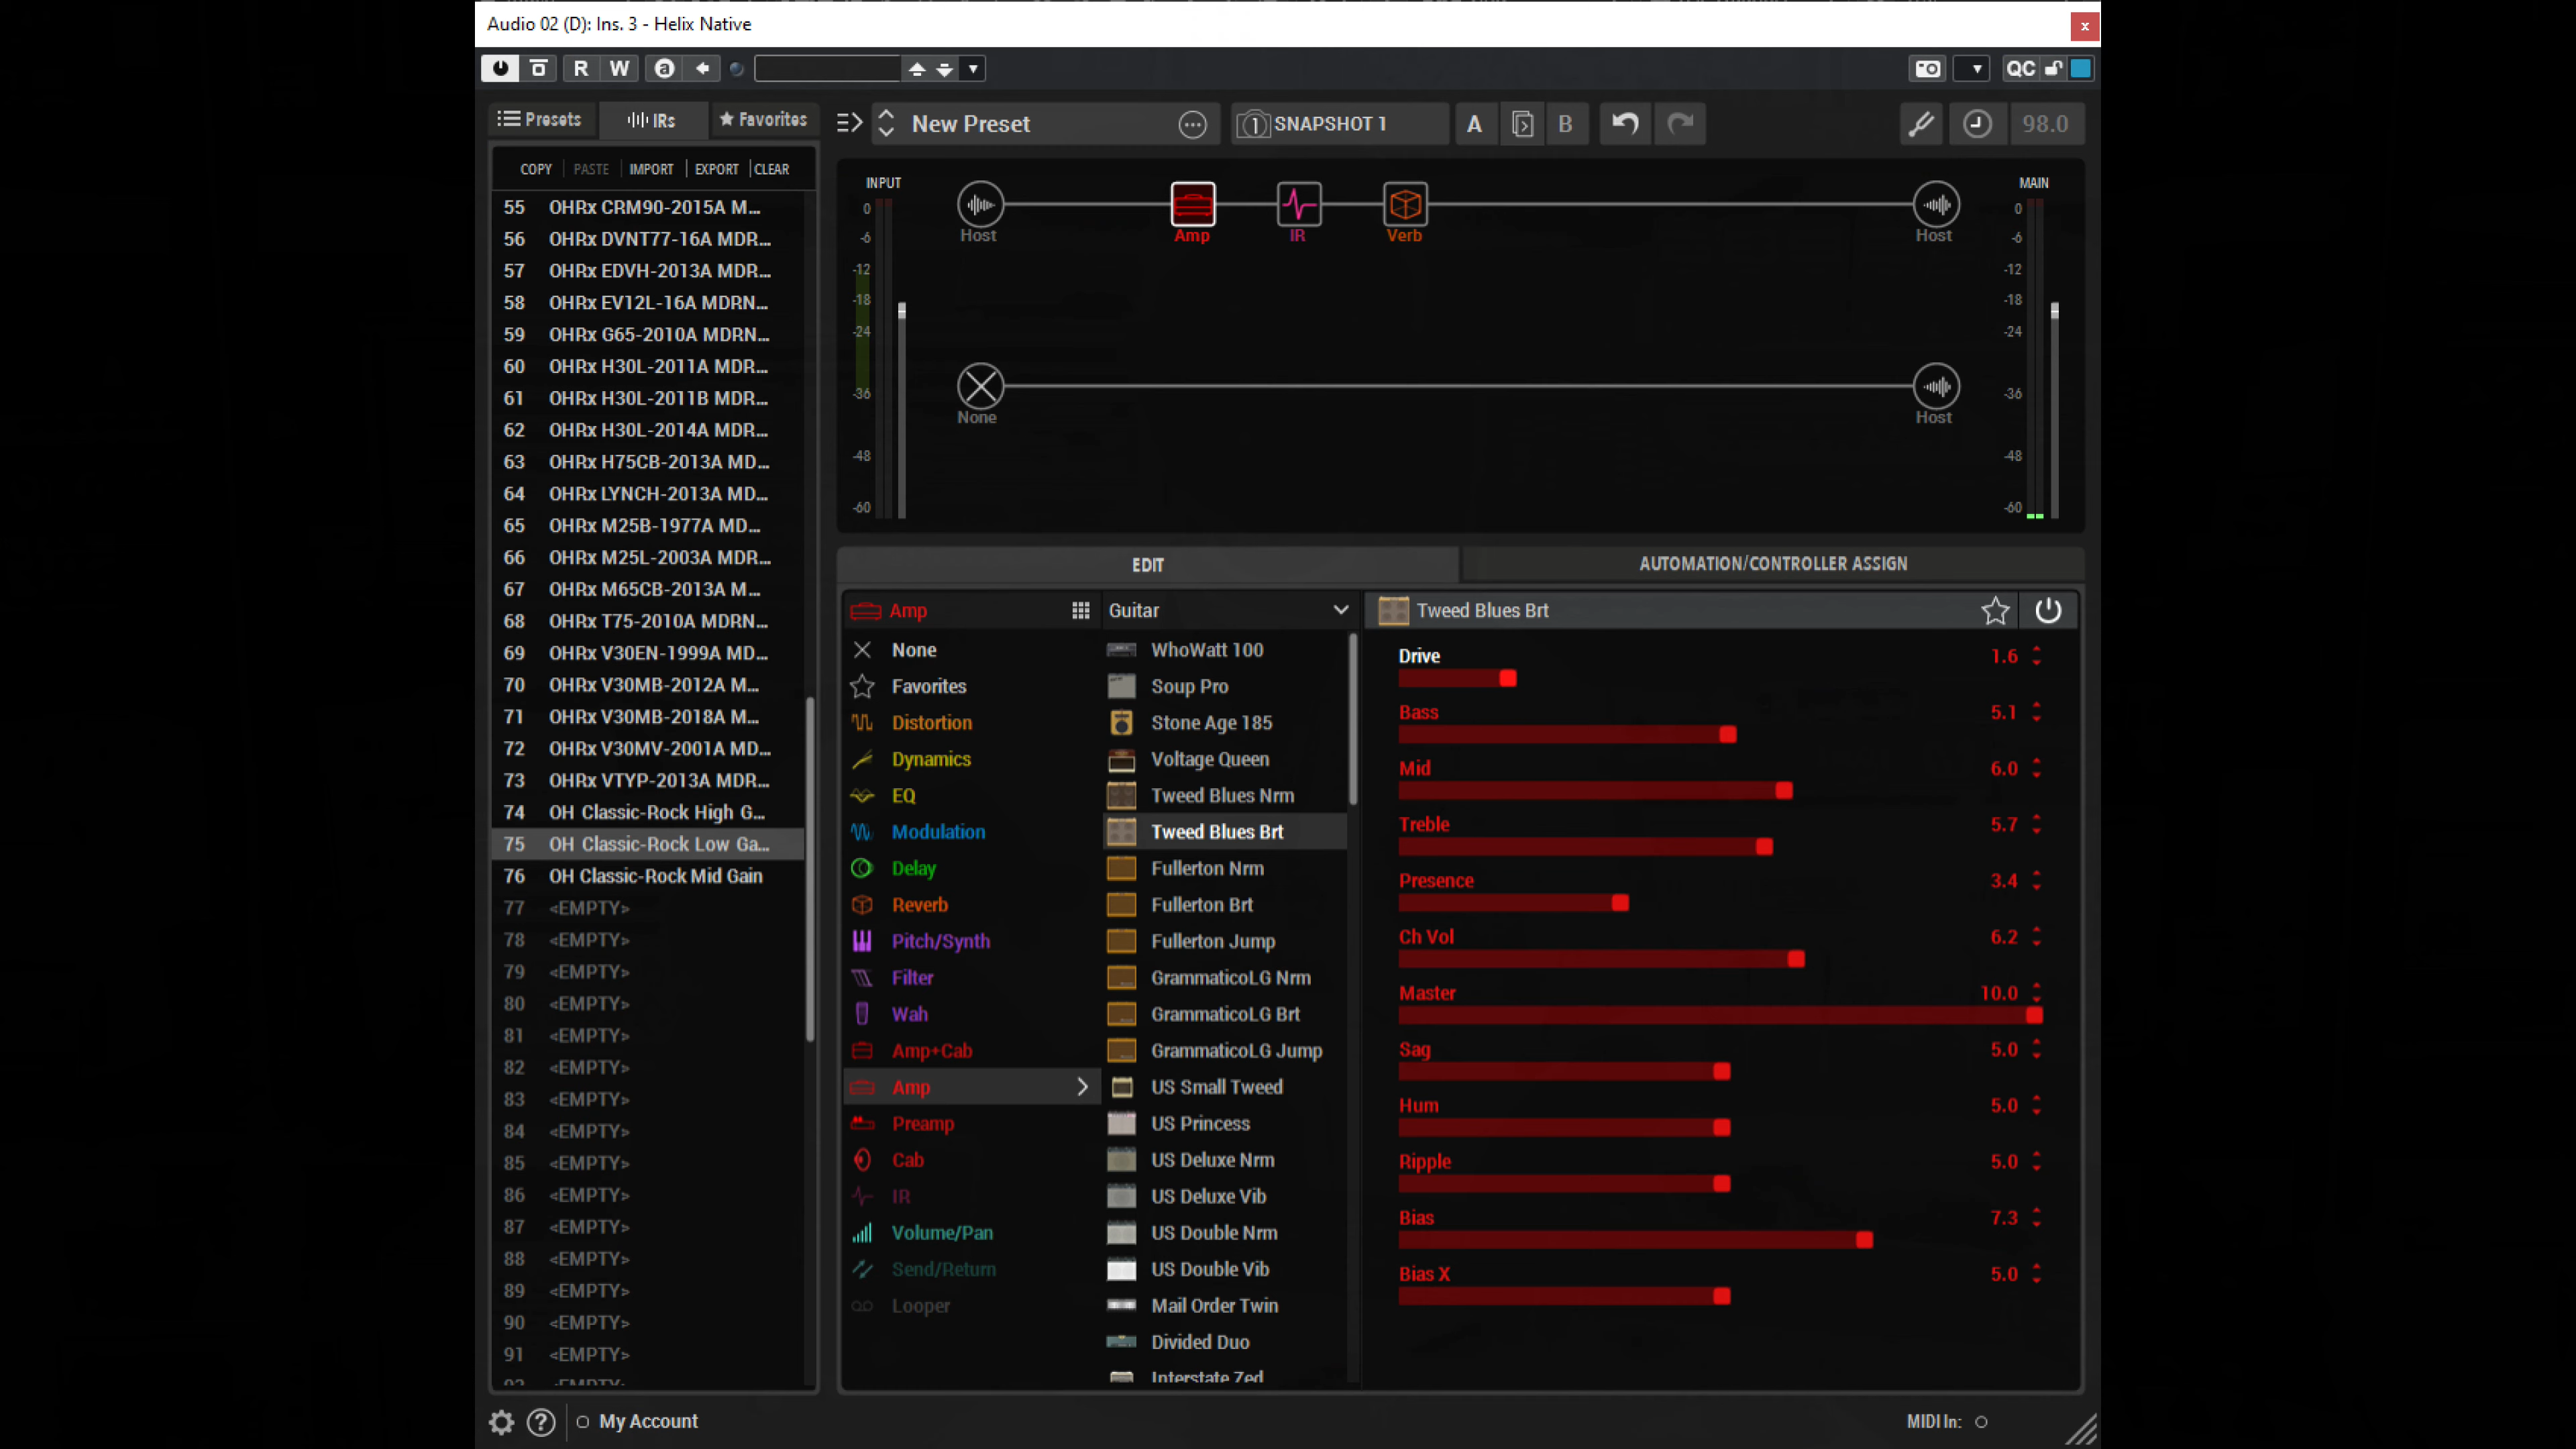 Audio 02 (D): Ins. 3 - Helix Native
x
R W a QC
Presets IRs Favorites
New Preset
1 SNAPSHOT 1
A B
98.0
COPY PASTE IMPORT EXPORT CLEAR
55 OHRx CRM90-2015A M...
56 OHRx DVNT77-16A MDR...
57 OHRx EDVH-2013A MDR...
58 OHRx EV12L-16A MDRN...
59 OHRx G65-2010A MDRN...
60 OHRx H30L-2011A MDR...
61 OHRx H30L-2011B MDR...
62 OHRx H30L-2014A MDR...
63 OHRx H75CB-2013A MD...
64 OHRx LYNCH-2013A MD...
65 OHRx M25B-1977A MD...
66 OHRx M25L-2003A MDR...
67 OHRx M65CB-2013A M...
68 OHRx T75-2010A MDRN...
69 OHRx V30EN-1999A MD...
70 OHRx V30MB-2012A M...
71 OHRx V30MB-2018A M...
72 OHRx V30MV-2001A MD...
73 OHRx VTYP-2013A MDR...
74 OH Classic-Rock High G...
75 OH Classic-Rock Low Ga...
76 OH Classic-Rock Mid Gain
77 <EMPTY>
78 <EMPTY>
79 <EMPTY>
80 <EMPTY>
81 <EMPTY>
82 <EMPTY>
83 <EMPTY>
84 <EMPTY>
85 <EMPTY>
86 <EMPTY>
87 <EMPTY>
88 <EMPTY>
89 <EMPTY>
90 <EMPTY>
91 <EMPTY>
INPUT
0
-6
-12
-18
-24
-36
-48
-60
Host
Amp
IR
Verb
Host
None
Host
MAIN
0
-6
-12
-18
-24
-36
-48
-60
EDIT
AUTOMATION/CONTROLLER ASSIGN
Amp
None
Favorites
Distortion
Dynamics
EQ
Modulation
Delay
Reverb
Pitch/Synth
Filter
Wah
Amp+Cab
Amp
Preamp
Cab
IR
Volume/Pan
Send/Return
Looper
Guitar
WhoWatt 100
Soup Pro
Stone Age 185
Voltage Queen
Tweed Blues Nrm
Tweed Blues Brt
Fullerton Nrm
Fullerton Brt
Fullerton Jump
GrammaticoLG Nrm
GrammaticoLG Brt
GrammaticoLG Jump
US Small Tweed
US Princess
US Deluxe Nrm
US Deluxe Vib
US Double Nrm
US Double Vib
Mail Order Twin
Divided Duo
Interstate Zed
Tweed Blues Brt
Drive 1.6
Bass 5.1
Mid 6.0
Treble 5.7
Presence 3.4
Ch Vol 6.2
Master 10.0
Sag 5.0
Hum 5.0
Ripple 5.0
Bias 7.3
Bias X 5.0
? My Account
MIDI In: